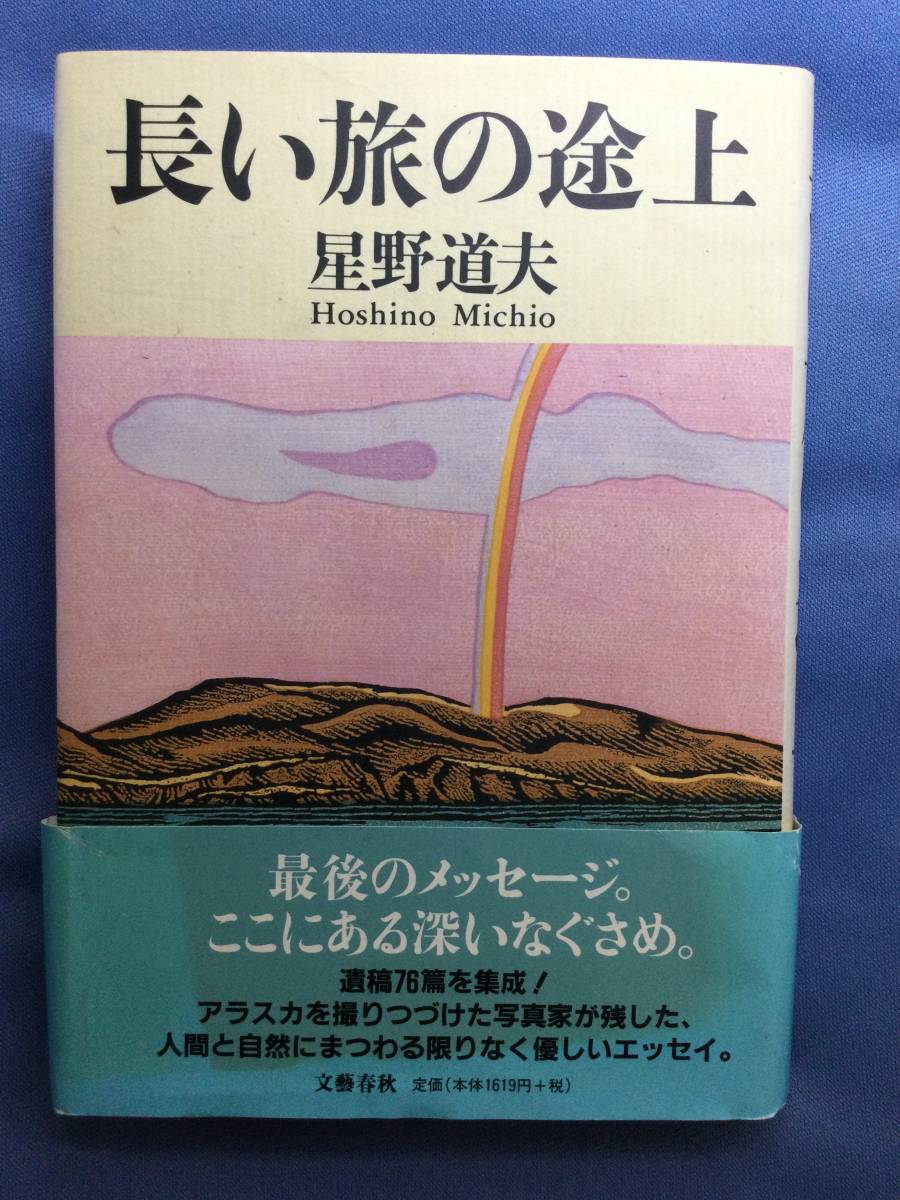 長い旅の途上
星野道夫
Hoshino Michio
最後のメッセージ。
ここにある深いなぐさめ。
遺稿76篇を集成！
アラスカを撮りつづけた写真家が残した、
人間と自然にまつわる限りなく優しいエッセイ。
文藝春秋 定価(本体1619円+税)